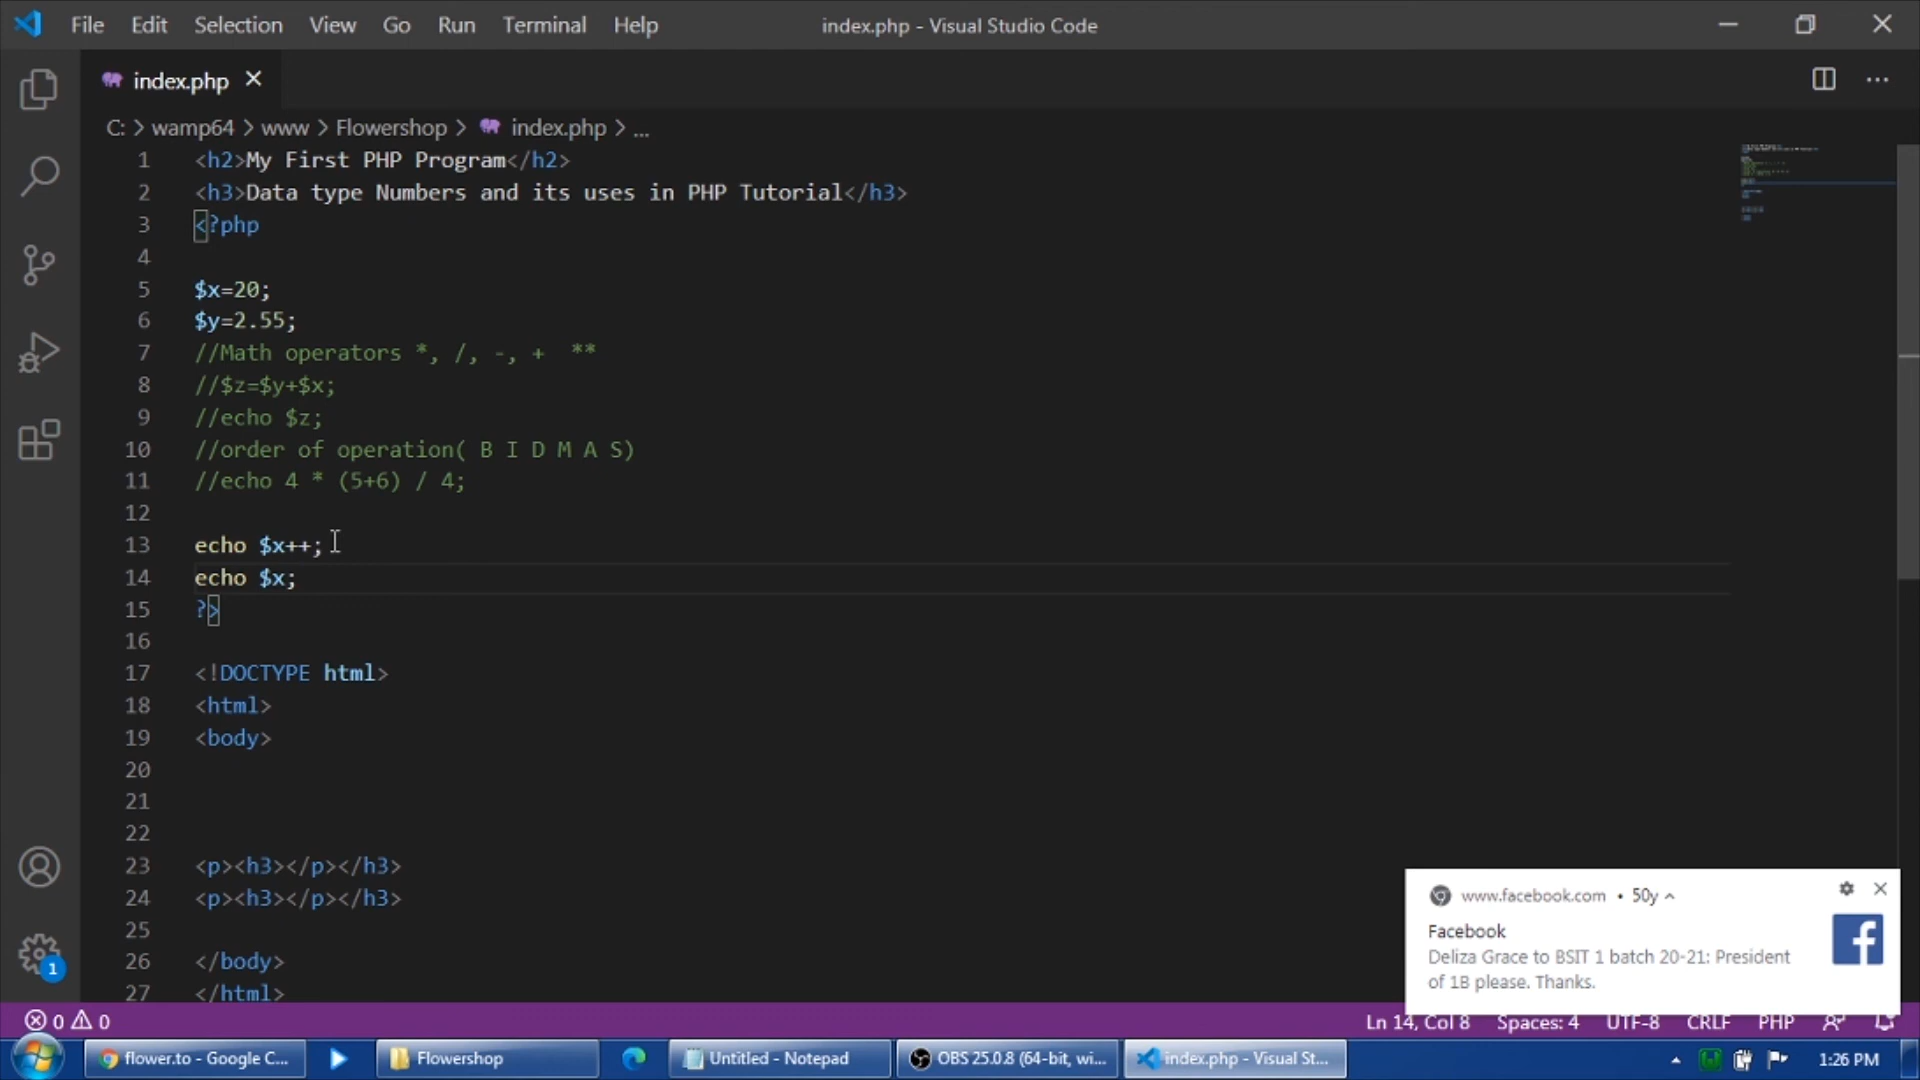 File Edit Selection View Go Run Terminal Help index.php - Visual Studio Code
index.php
C: > wamp64 > www > Flowershop > index.php > ...
1 <h2>My First PHP Program</h2>
2 <h3>Data type Numbers and its uses in PHP Tutorial</h3>
3 <?php
4
5 $x=20;
6 $y=2.55;
7 //Math operators *, /, -, + **
8 //$z=$y+$x;
9 //echo $z;
10 //order of operation( B I D M A S)
11 //echo 4 * (5+6) / 4;
12
13 echo $x++;
14 echo $x;
15 ?>
16
17 <!DOCTYPE html>
18 <html>
19 <body>
20
21
22
23 <p><h3></p></h3>
24 <p><h3></p></h3>
25
26 </body>
27 </html>
www.facebook.com • 50y
Facebook
Deliza Grace to BSIT 1 batch 20-21: President
of 1B please. Thanks.
1
0 0 Ln 14, Col 8 Spaces: 4 UTF-8 CRLF PHP
flower.to - Google C... Flowershop Untitled - Notepad OBS 25.0.8 (64-bit, wi... index.php - Visual St... 1:26 PM